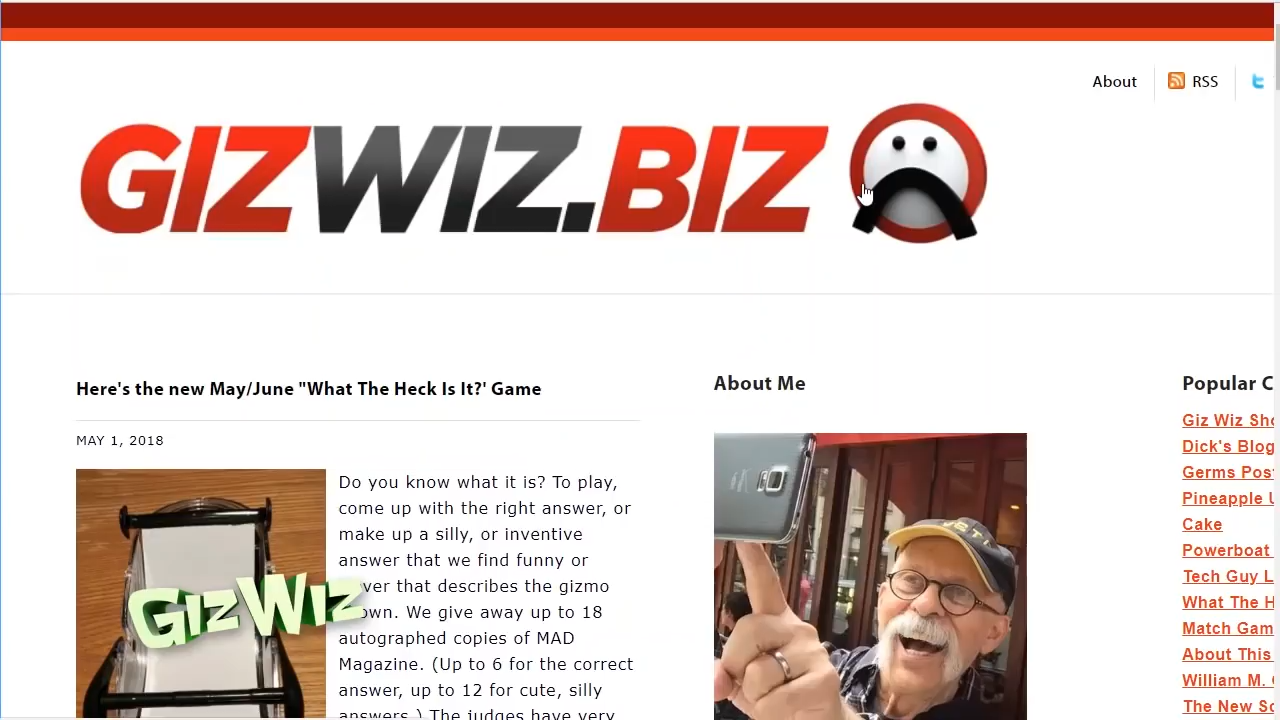 About
RSS
GIZWIZ.BIZ
Here's the new May/June "What The Heck Is It?' Game
MAY 1, 2018
Do you know what it is? To play,
come up with the right answer, or
make up a silly, or inventive
answer that we find funny or
that describes the gizmo
We give away up to 18
autographed copies of MAD
Magazine. (Up to 6 for the correct
answer, up to 12 for cute, silly
answers.) The judges have very
GIZWIZ
About Me
Popular C
Giz Wiz Sho
Dick's Blog
Germs Pos
Pineapple U
Cake
Powerboat
Tech Guy L
What The H
Match Gam
About This
William M.
The New Sc